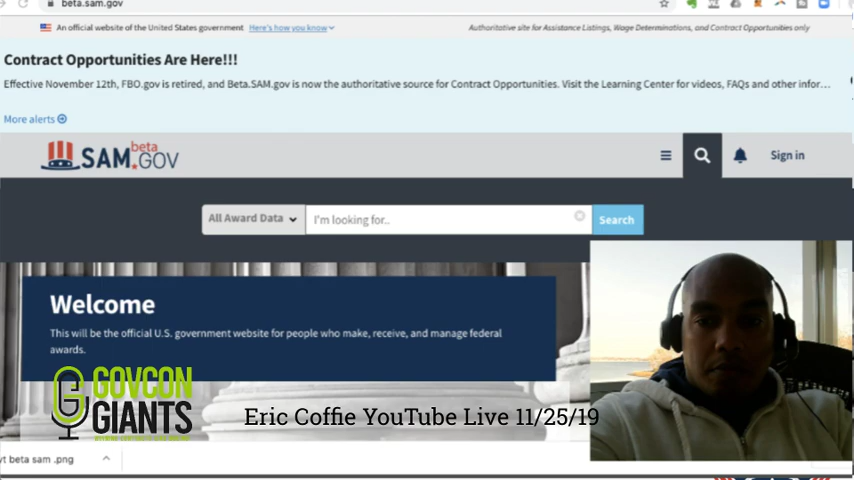 beta.sam.gov
An official website of the United States government Here's how you know
Authoritative site for Assistance Listings, Wage Determinations, and Contract Opportunities only
Contract Opportunities Are Here!!!
Effective November 12th, FBO.gov is retired, and Beta.SAM.gov is now the authoritative source for Contract Opportunities. Visit the Learning Center for videos, FAQs and other infor...
More alerts
beta
SAM.GOV
Sign in
All Award Data
I'm looking for..
Search
Welcome
This will be the official U.S. government website for people who make, receive, and manage federal
awards.
GOVCON
GIANTS
Eric Coffie YouTube Live 11/25/19
yt beta sam .png